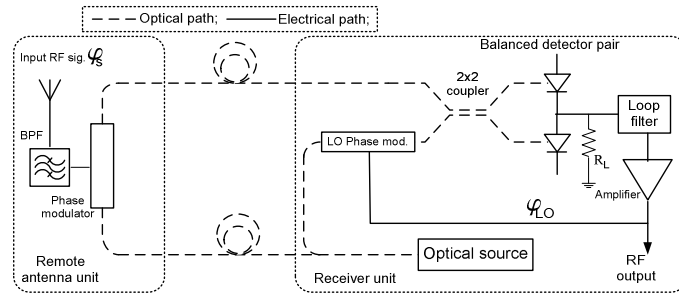 Optical path; Electrical path;
Input RF sig. φs
BPF
Phase
modulator
Remote
antenna unit
2x2
coupler
Balanced detector pair
LO Phase mod.
RL
Loop
filter
Amplifier
φLO
Optical source
RF
output
Receiver unit